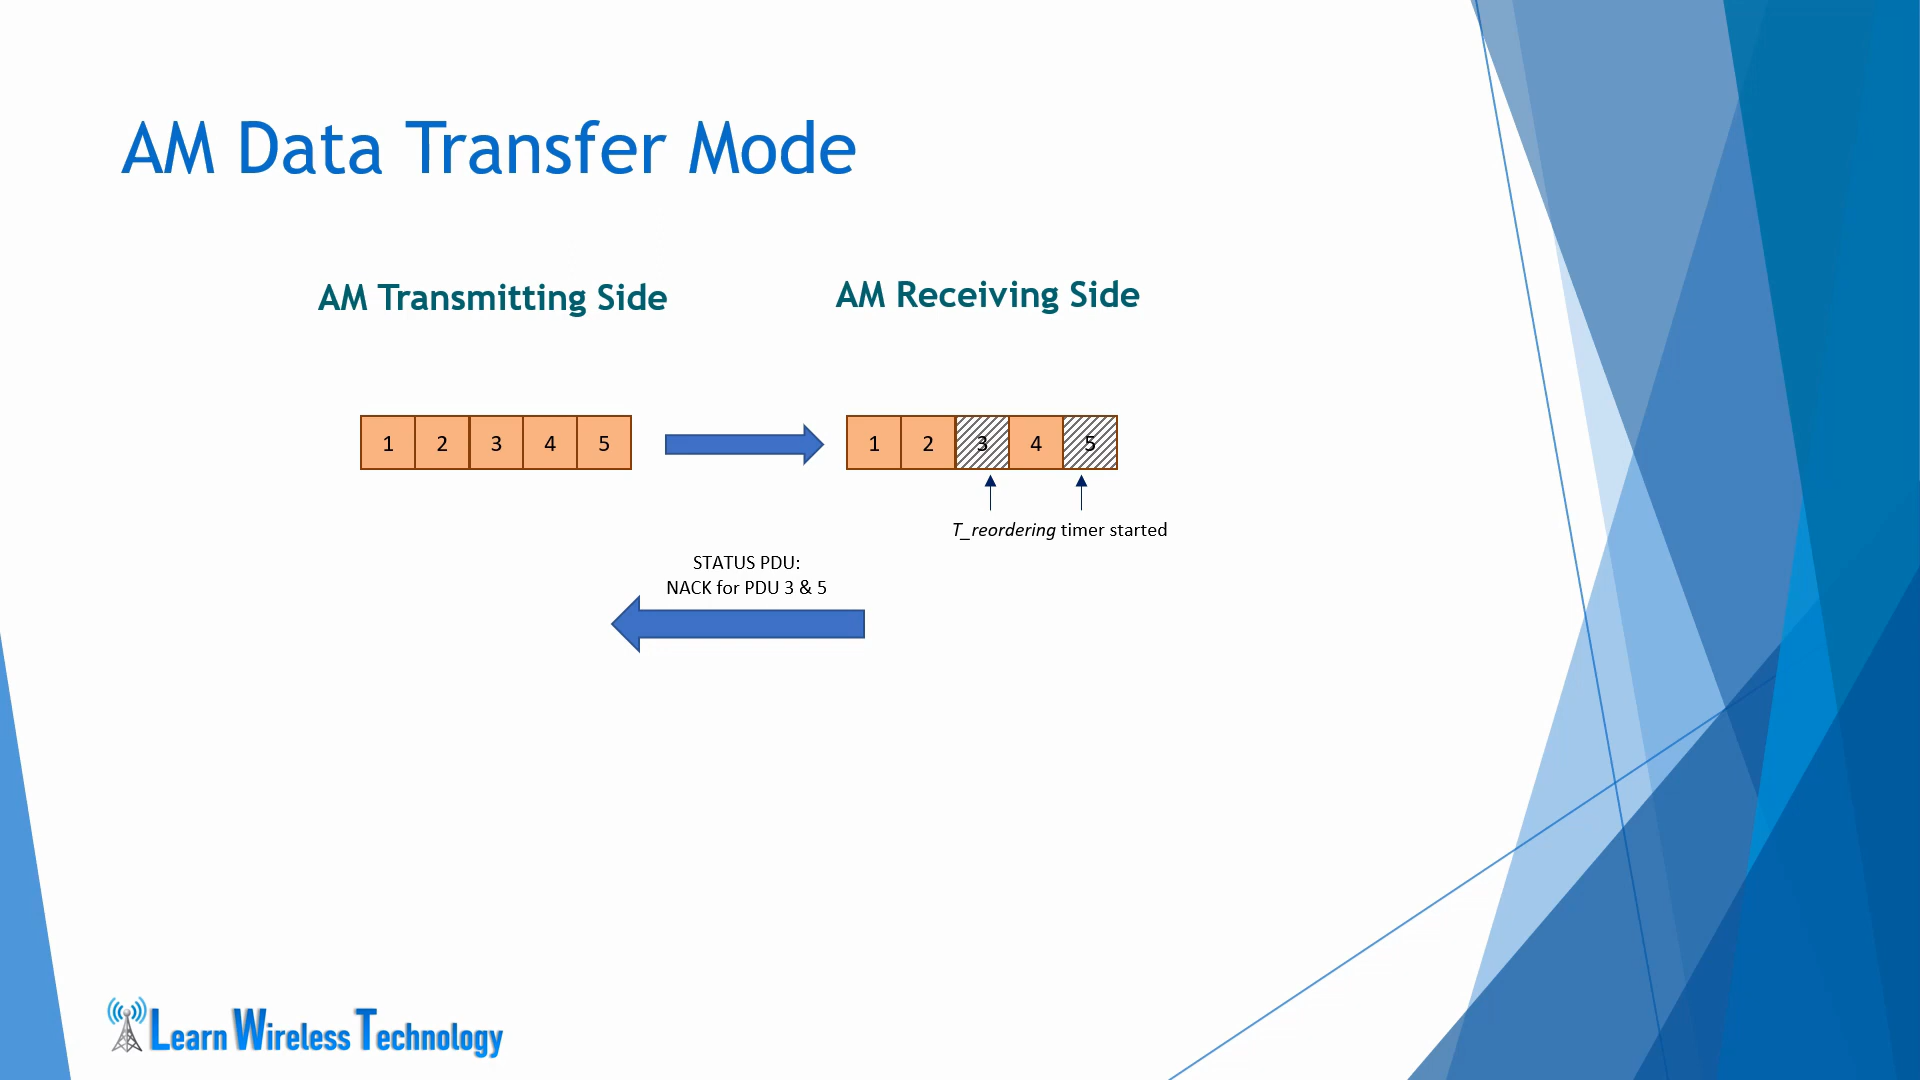 AM Data Transfer Mode
AM Transmitting Side
AM Receiving Side
1 2 3 4 5
1 2 3 4 5
T_reordering timer started
STATUS PDU:
NACK for PDU 3 & 5
Learn Wireless Technology